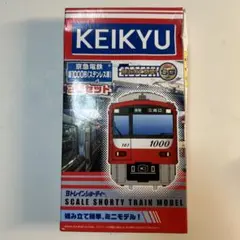 KEIKYU
京急電鉄
新1000形(ステンレス車)
2両セット
1000
Bトレインショーティー
SCALE SHORTY TRAIN MODEL
組み立て簡単、ミニモデル!